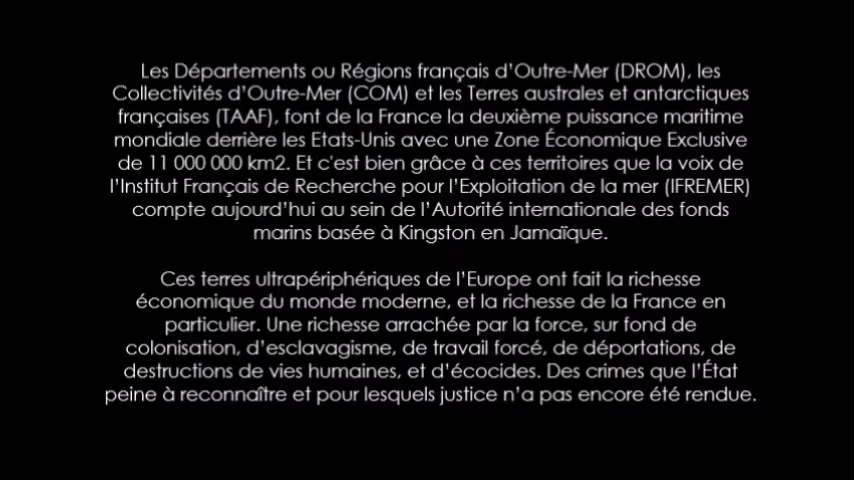 Les Départements ou Régions français d’Outre-Mer (DROM), les
Collectivités d’Outre-Mer (COM) et les Terres australes et antarctiques
françaises (TAAF), font de la France la deuxième puissance maritime
mondiale derrière les Etats-Unis avec une Zone Économique Exclusive
de 11 000 000 km2. Et c'est bien grâce à ces territoires que la voix de
l’Institut Français de Recherche pour l’Exploitation de la mer (IFREMER)
compte aujourd’hui au sein de l’Autorité internationale des fonds
marins basée à Kingston en Jamaïque.
Ces terres ultrapériphériques de l’Europe ont fait la richesse
économique du monde moderne, et la richesse de la France en
particulier. Une richesse arrachée par la force, sur fond de
colonisation, d’esclavagisme, de travail forcé, de déportations, de
destructions de vies humaines, et d’écocides. Des crimes que l’État
peine à reconnaître et pour lesquels justice n’a pas encore été rendue.